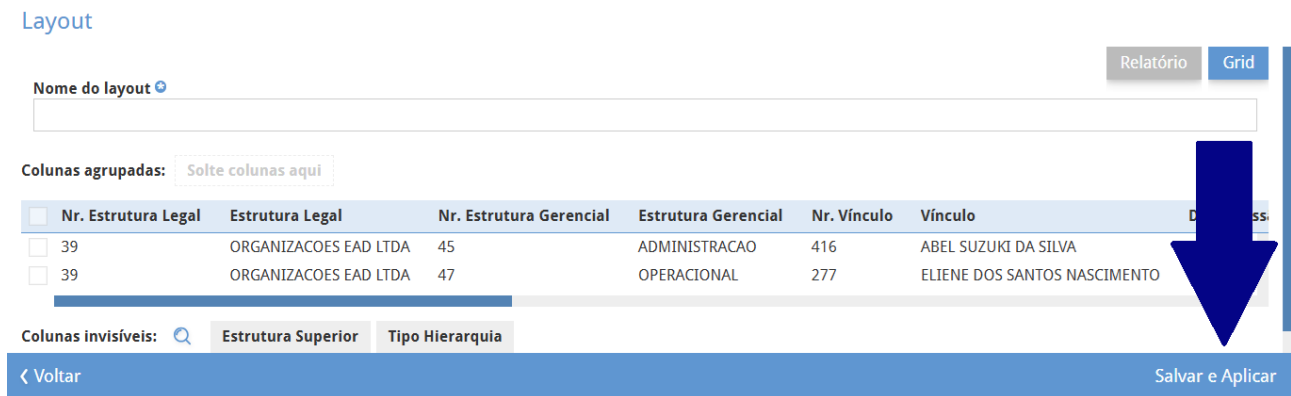 Layout
Relatório Grid
Nome do layout
Colunas agrupadas: Solte colunas aqui
Nr. Estrutura Legal Estrutura Legal Nr. Estrutura Gerencial Estrutura Gerencial Nr. Vínculo Vínculo
39 ORGANIZACOES EAD LTDA 45 ADMINISTRACAO 416 ABEL SUZUKI DA SILVA
39 ORGANIZACOES EAD LTDA 47 OPERACIONAL 277 ELIENE DOS SANTOS NASCIMENTO
Colunas invisíveis: Estrutura Superior Tipo Hierarquia
Voltar Salvar e Aplicar